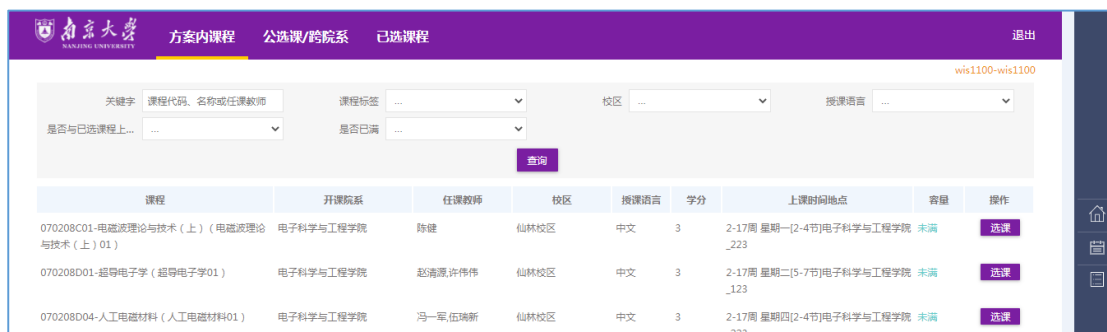 南京大学 方案内课程 公选课/跨院系 已选课程 退出
NANJING UNIVERSITY
wis1100-wis1100
关键字 课程代码、名称或任课教师 课程标签 ... 校区 ... 授课语言 ...
是否与已选课程上... ... 是否已满 ...
查询
课程 开课院系 任课教师 校区 授课语言 学分 上课时间地点 容量 操作
070208C01-电磁波理论与技术（上）（电磁波理论 电子科学与工程学院 陈健 仙林校区 中文 3 2-17周 星期一[2-4节]电子科学与工程学院 未满 选课
与技术（上）01） _223
070208D01-超导电子学（超导电子学01） 电子科学与工程学院 赵清源,许伟伟 仙林校区 中文 3 2-17周 星期二[5-7节]电子科学与工程学院 未满 选课
_123
070208D04-人工电磁材料（人工电磁材料01） 电子科学与工程学院 冯一军,伍瑞新 仙林校区 中文 3 2-17周 星期四[2-4节]电子科学与工程学院 未满 选课